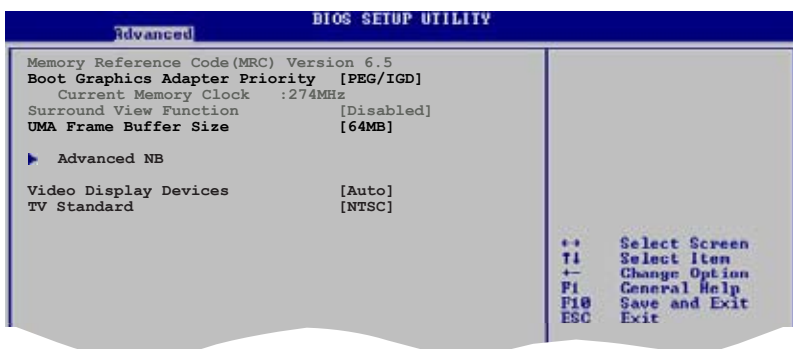 BIOS SETUP UTILITY
Advanced
Memory Reference Code(MRC) Version 6.5
Boot Graphics Adapter Priority [PEG/IGD]
Current Memory Clock :274MHz
Surround View Function [Disabled]
UMA Frame Buffer Size [64MB]
Advanced NB
Video Display Devices [Auto]
TV Standard [NTSC]
←→ Select Screen
↑↓ Select Item
+- Change Option
F1 General Help
F10 Save and Exit
ESC Exit